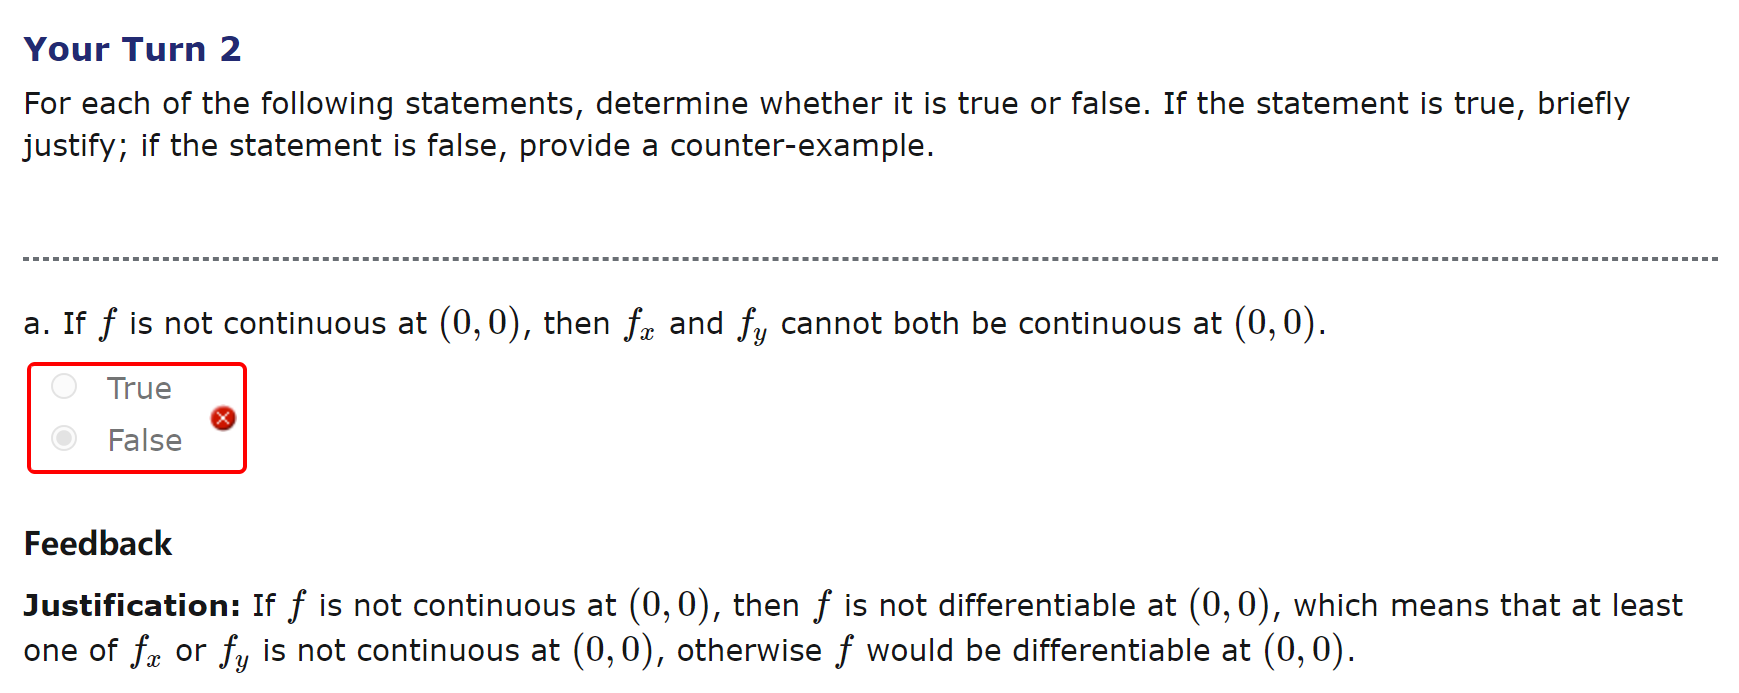 Your Turn 2
For each of the following statements, determine whether it is true or false. If the statement is true, briefly
justify; if the statement is false, provide a counter-example.
a. If f is not continuous at (0, 0), then f_x and f_y cannot both be continuous at (0, 0).
True
False
Feedback
Justification: If f is not continuous at (0, 0), then f is not differentiable at (0, 0), which means that at least
one of f_x or f_y is not continuous at (0, 0), otherwise f would be differentiable at (0, 0).